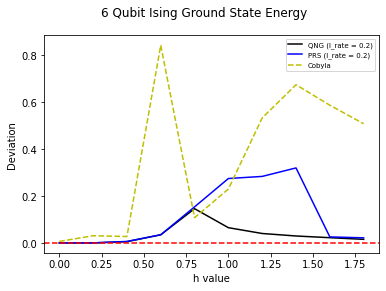 6 Qubit Ising Ground State Energy
QNG (l_rate = 0.2)
PRS (l_rate = 0.2)
Cobyla
Deviation
0.8
0.6
0.4
0.2
0.0
0.00 0.25 0.50 0.75 1.00 1.25 1.50 1.75
h value